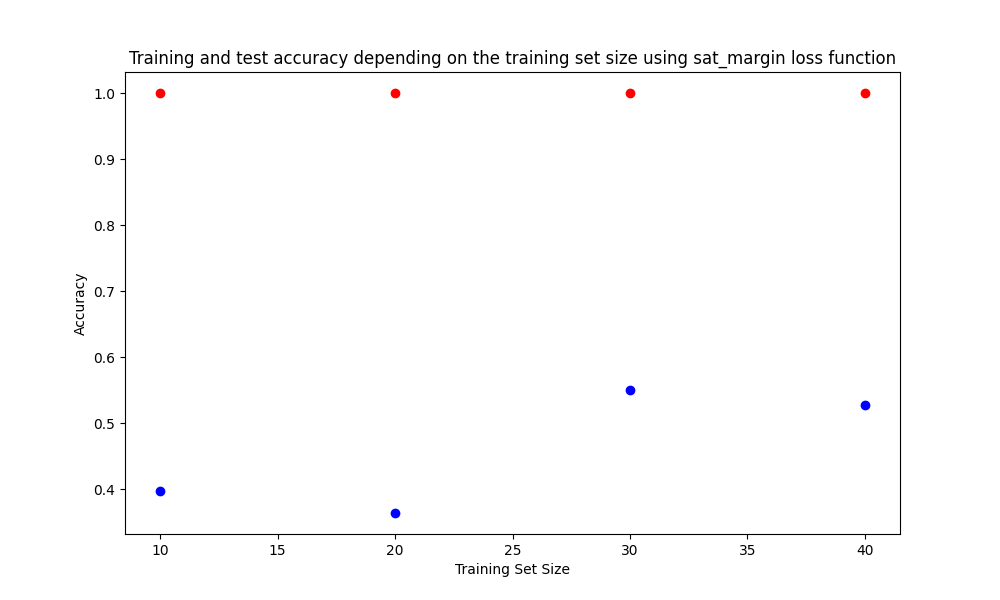 Training and test accuracy depending on the training set size using sat_margin loss function
1.0
0.9
0.8
0.7
0.6
0.5
0.4
Accuracy
10 15 20 25 30 35 40
Training Set Size